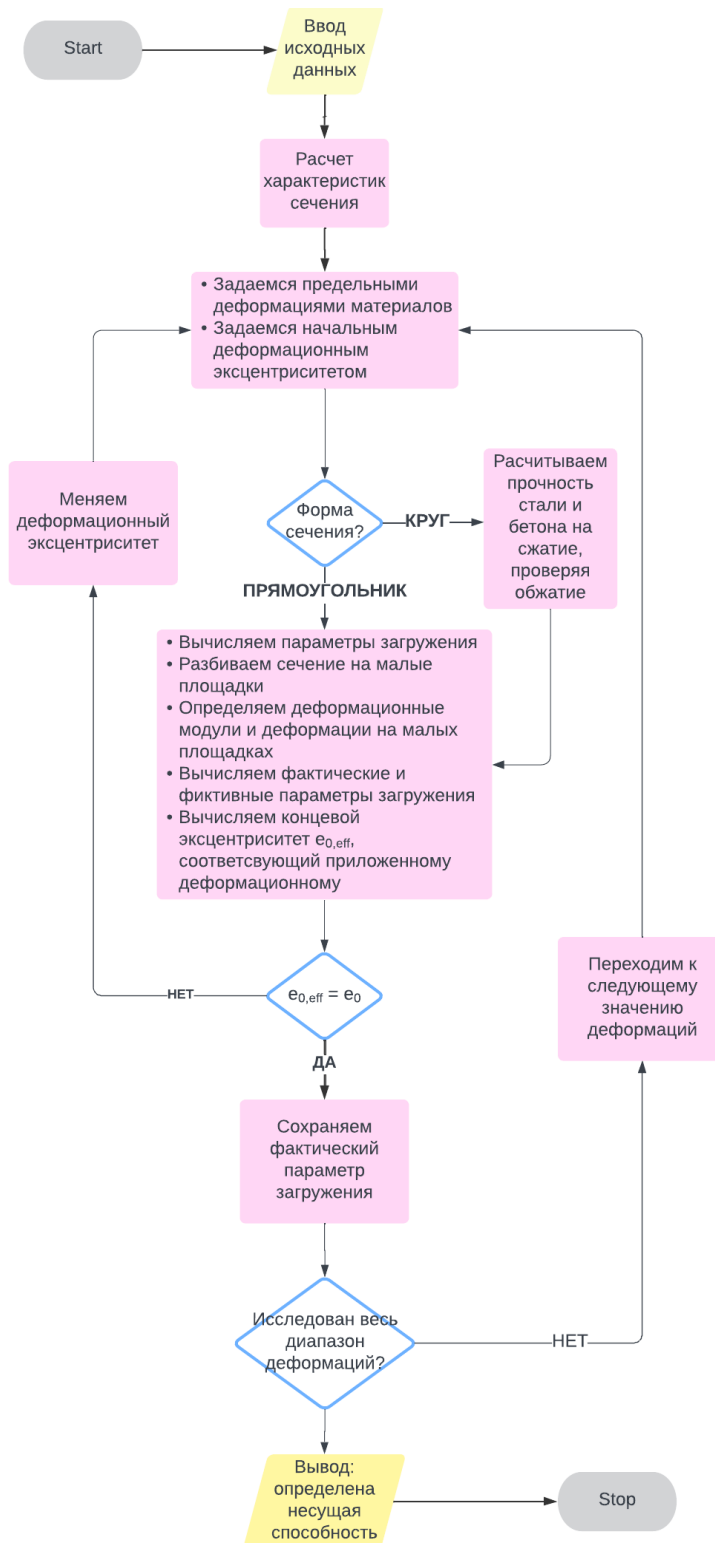 Start
Ввод
исходных
данных
Расчет
характеристик
сечения
• Задаемся предельными
деформациями материалов
• Задаемся начальным
деформационным
эксцентриситетом
Меняем
деформационный
эксцентриситет
Форма
сечения?
КРУГ
Расчитываем
прочность
стали и
бетона на
сжатие,
проверяя
обжатие
ПРЯМОУГОЛЬНИК
• Вычисляем параметры загружения
• Разбиваем сечение на малые
площадки
• Определяем деформационные
модули и деформации на малых
площадках
• Вычисляем фактические и
фиктивные параметры загружения
• Вычисляем концевой
эксцентриситет e₀,eff,
соответсвующий приложенному
деформационному
НЕТ
e₀,eff = e₀
Переходим к
следующему
значению
деформаций
ДА
Сохраняем
фактический
параметр
загружения
Исследован весь
диапазон
деформаций?
НЕТ
Вывод:
определена
несущая
способность
Stop